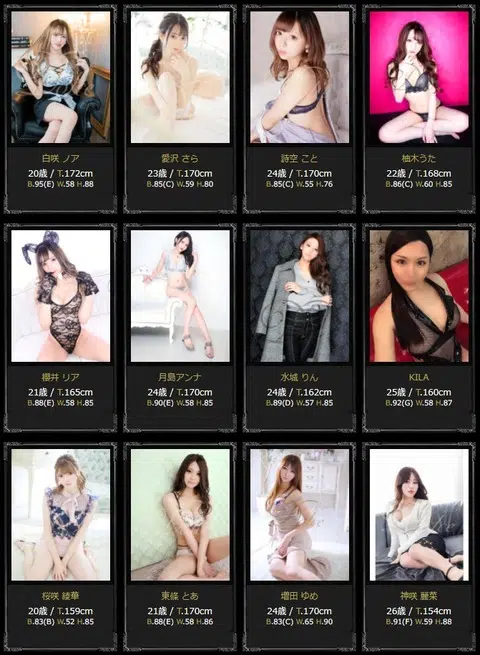 白咲 ノア
20歳 / T.172cm
B.95(E) W.58 H.88
愛沢 さら
23歳 / T.170cm
B.85(C) W.59 H.80
詩空 こと
24歳 / T.170cm
B.85(C) W.55 H.76
柚木うた
22歳 / T.168cm
B.86(C) W.60 H.85
櫻井 リア
21歳 / T.165cm
B.88(E) W.58 H.85
月島アンナ
24歳 / T.170cm
B.90(E) W.58 H.85
水城 りん
24歳 / T.162cm
B.89(D) W.57 H.85
KILA
25歳 / T.160cm
B.92(G) W.58 H.87
桜咲 綾華
20歳 / T.159cm
B.83(B) W.52 H.85
東條 とあ
21歳 / T.170cm
B.88(E) W.58 H.86
増田 ゆめ
24歳 / T.170cm
B.83(C) W.65 H.90
神咲 麗菜
26歳 / T.154cm
B.91(F) W.59 H.88